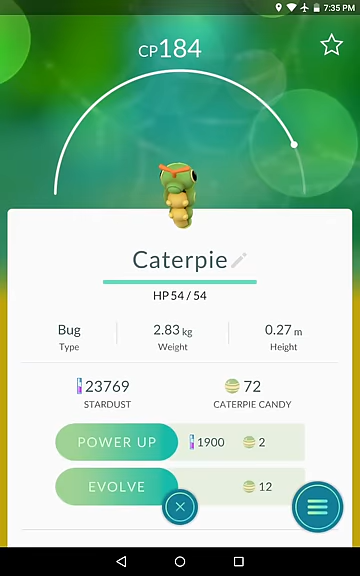 7:35 PM
CP184
Caterpie
HP 54 / 54
Bug 2.83 kg 0.27 m
Type Weight Height
23769 72
STARDUST CATERPIE CANDY
POWER UP 1900 2
EVOLVE 12